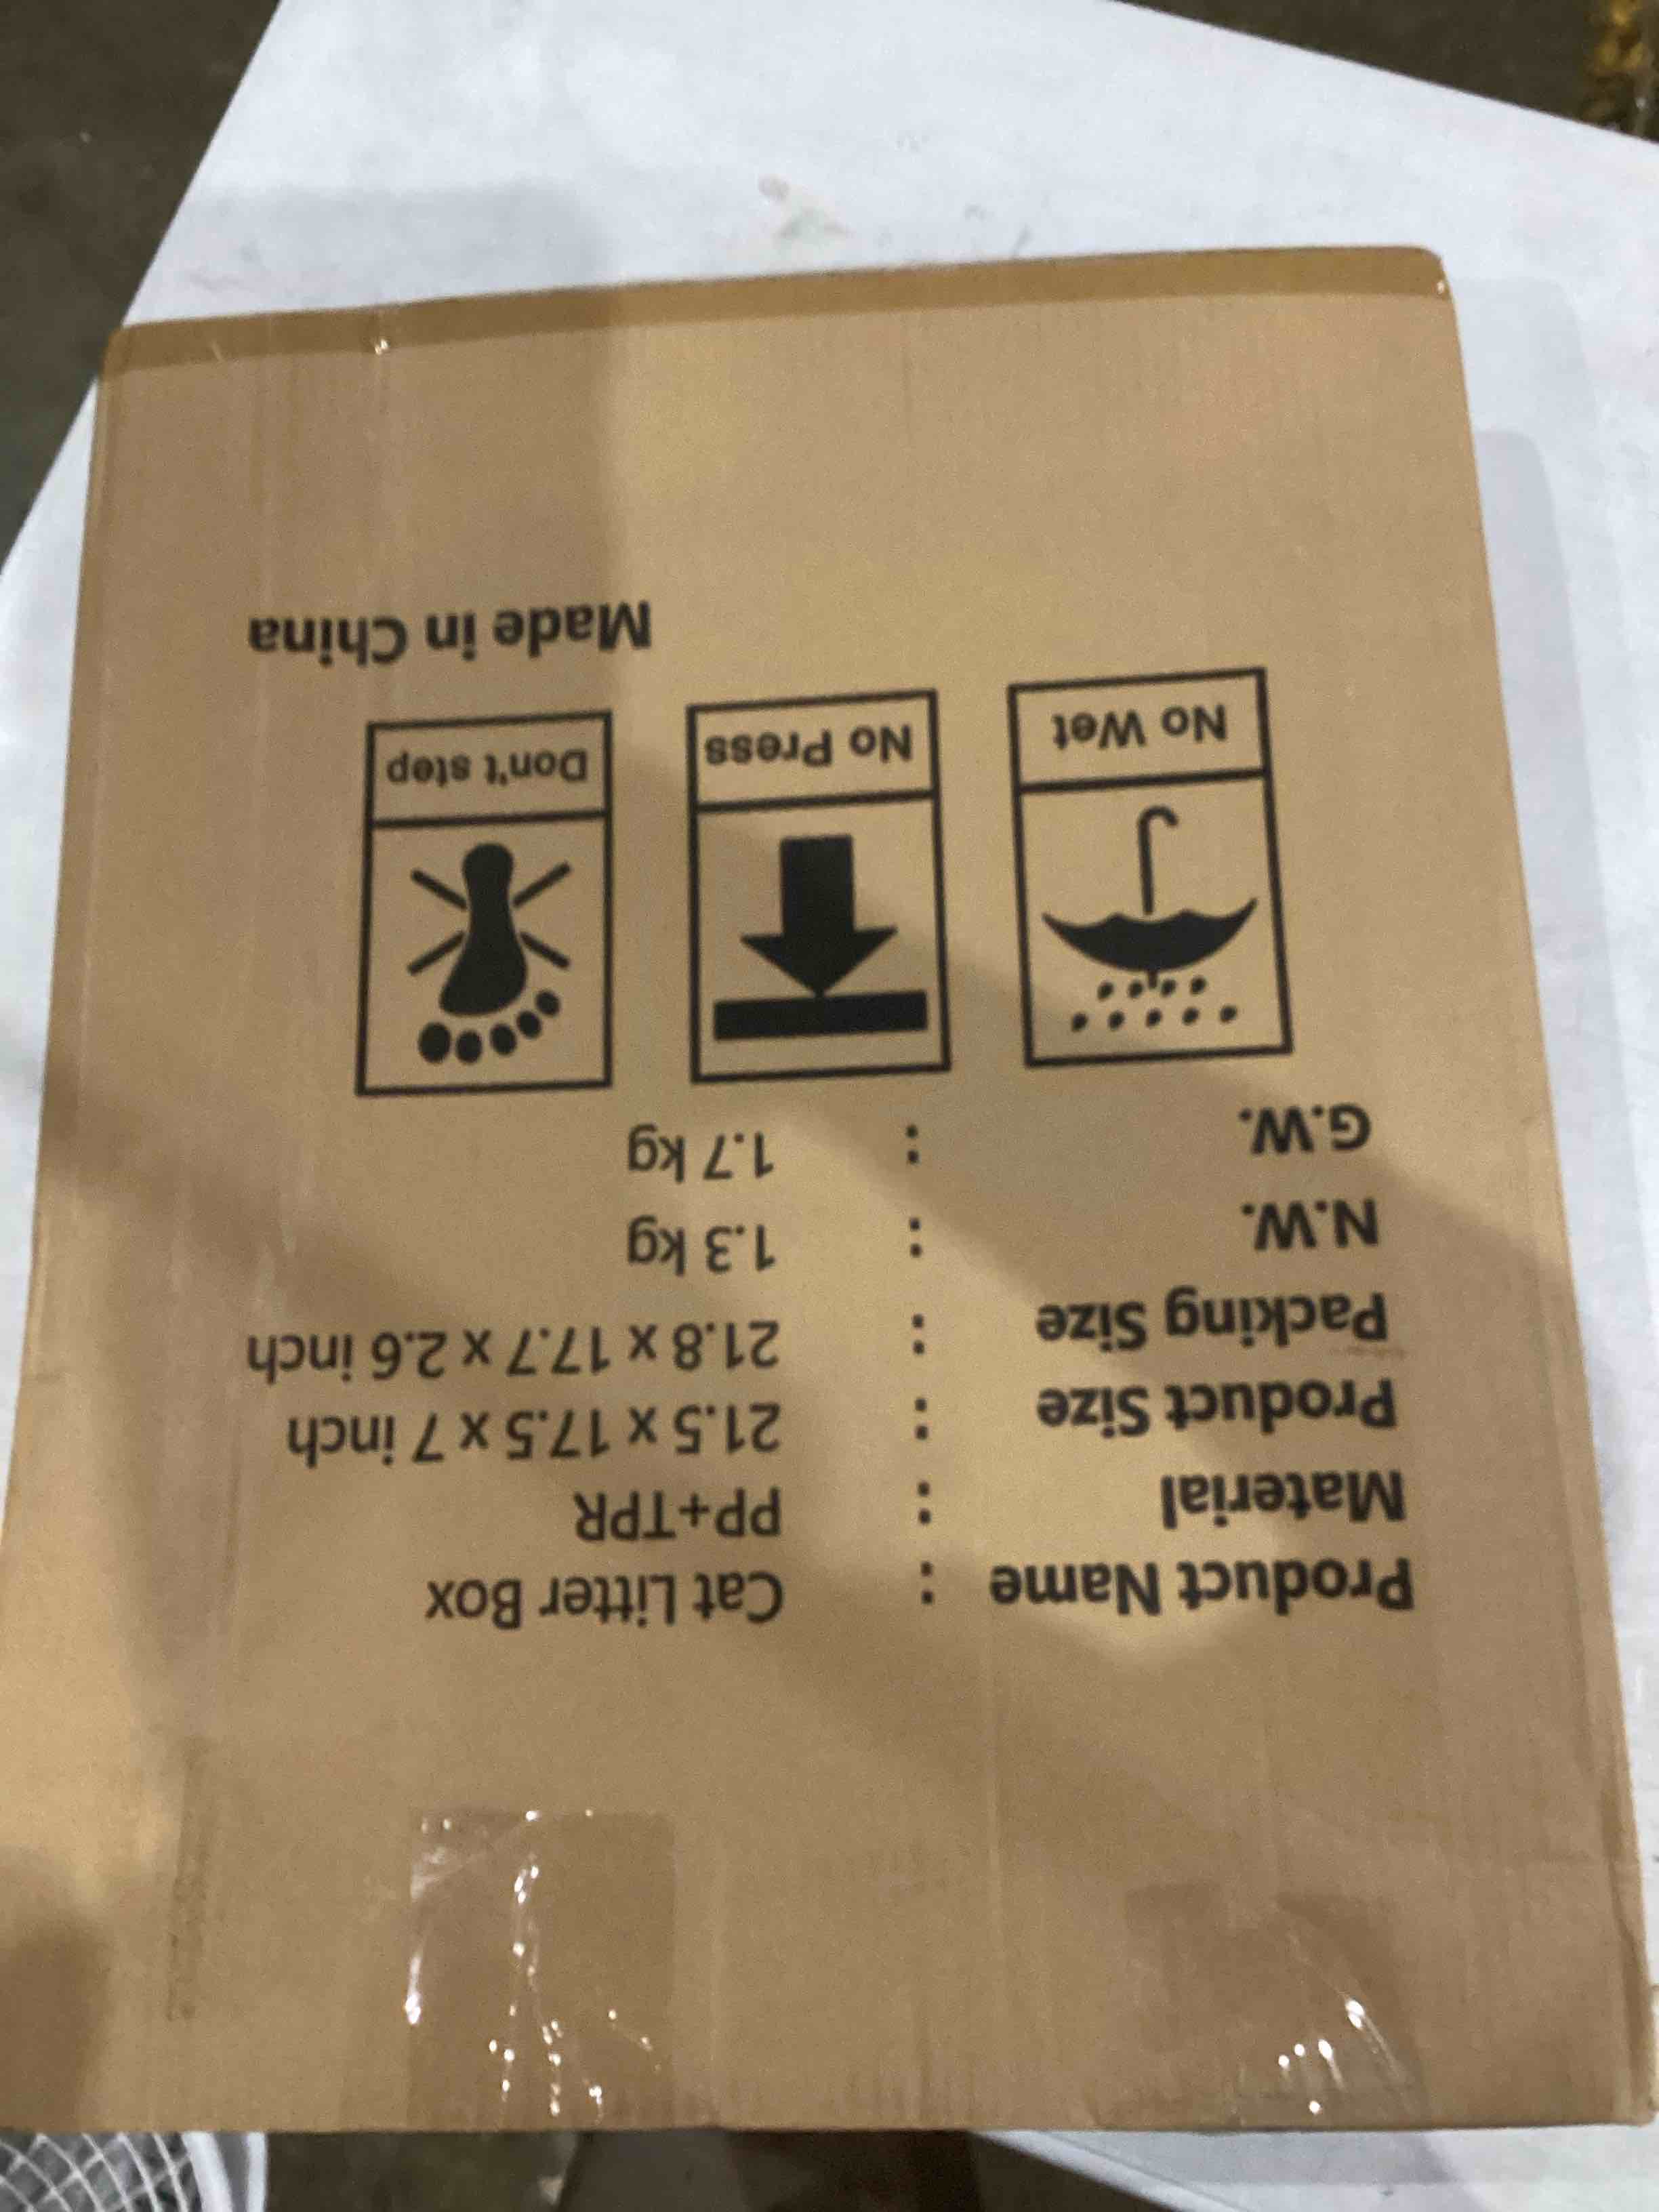 Product Name : Cat Litter Box
Material : PP+TPR
Product Size : 21.5 x 17.5 x 7 inch
Packing Size : 21.8 x 17.7 x 2.6 inch
N.W. : 1.3 kg
G.W. : 1.7 kg
No Wet
No Press
Don't step
Made in China